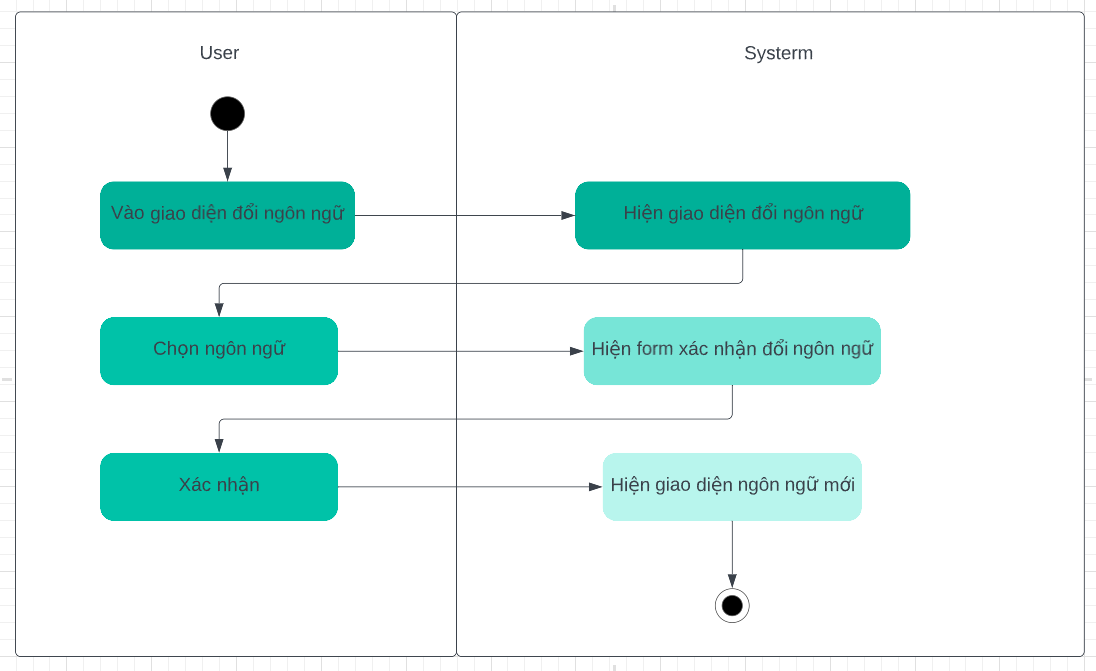 User
Systerm
Vào giao diện đổi ngôn ngữ
Hiện giao diện đổi ngôn ngữ
Chọn ngôn ngữ
Hiện form xác nhận đổi ngôn ngữ
Xác nhận
Hiện giao diện ngôn ngữ mới